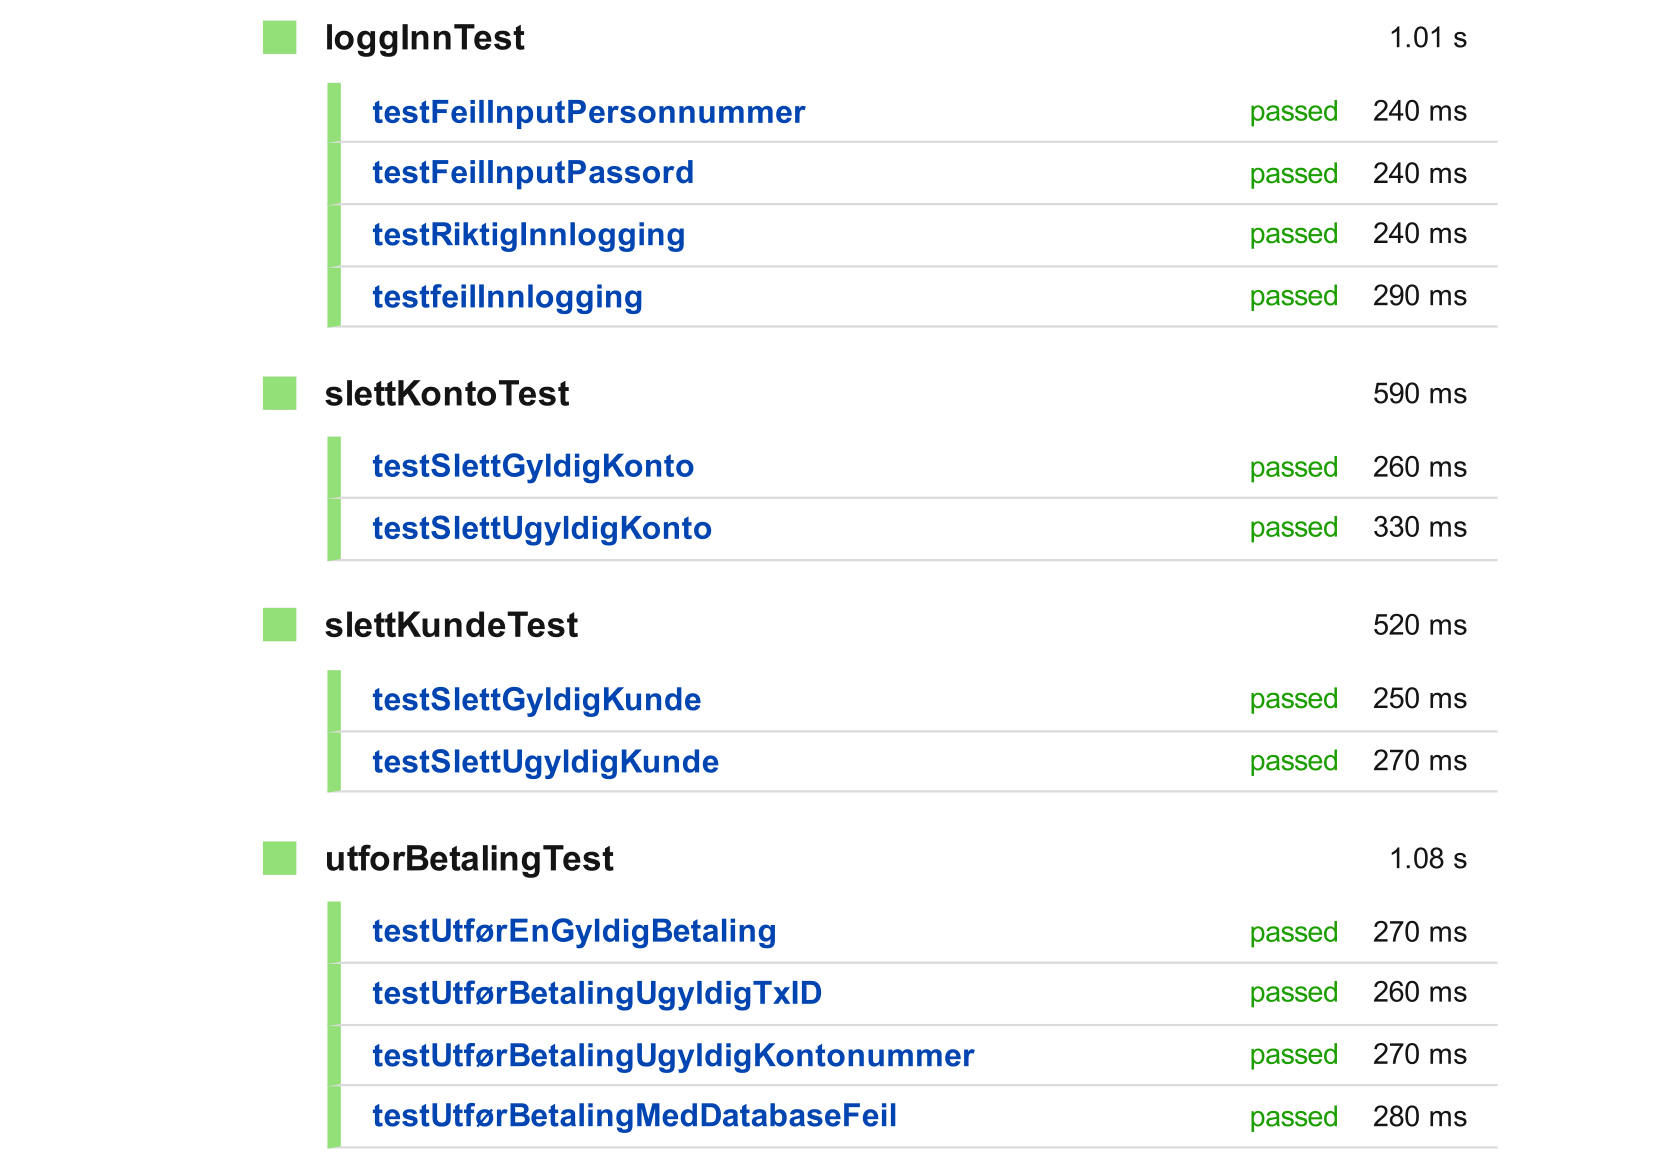 loggInnTest 1.01 s
testFeilInputPersonnummer passed 240 ms
testFeilInputPassord passed 240 ms
testRiktigInnlogging passed 240 ms
testfeilInnlogging passed 290 ms
slettKontoTest 590 ms
testSlettGyldigKonto passed 260 ms
testSlettUgyldigKonto passed 330 ms
slettKundeTest 520 ms
testSlettGyldigKunde passed 250 ms
testSlettUgyldigKunde passed 270 ms
utforBetalingTest 1.08 s
testUtførEnGyldigBetaling passed 270 ms
testUtførBetalingUgyldigTxID passed 260 ms
testUtførBetalingUgyldigKontonummer passed 270 ms
testUtførBetalingMedDatabaseFeil passed 280 ms